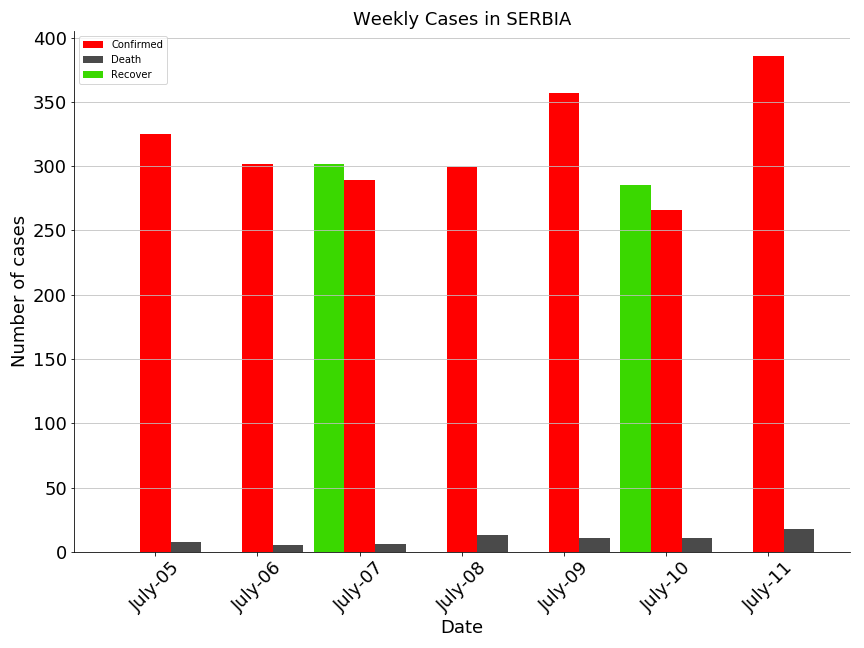 Weekly Cases in SERBIA
Confirmed
Death
Recover
400
350
300
250
200
150
100
50
0
Number of cases
July-05
July-06
July-07
July-08
July-09
July-10
July-11
Date